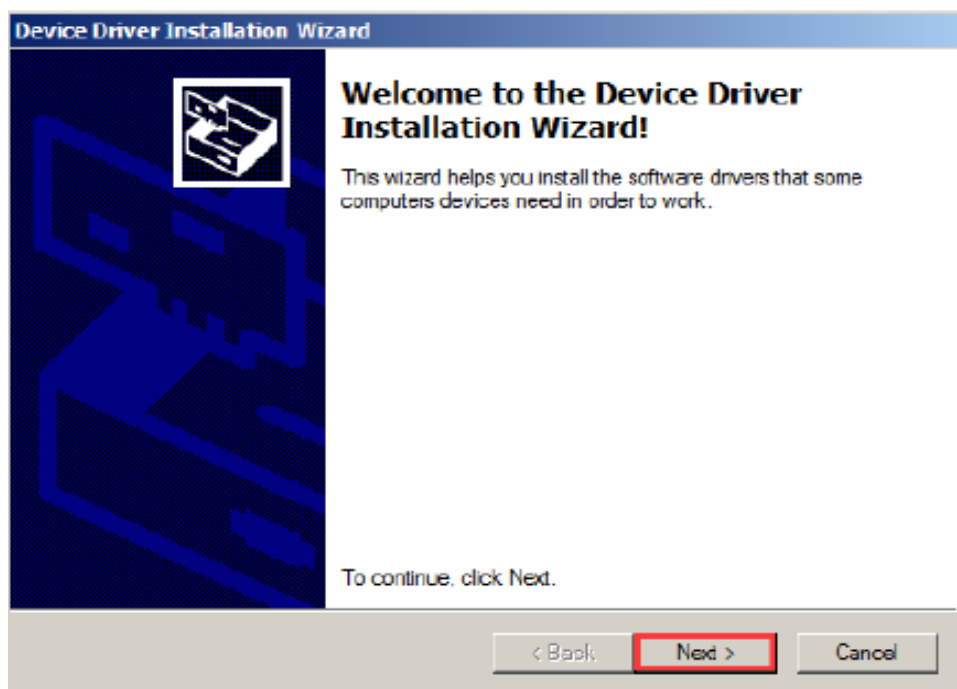 Device Driver Installation Wizard
Welcome to the Device Driver
Installation Wizard!
This wizard helps you install the software drivers that some
computers devices need in order to work.
To continue, click Next.
< Back
Next >
Cancel